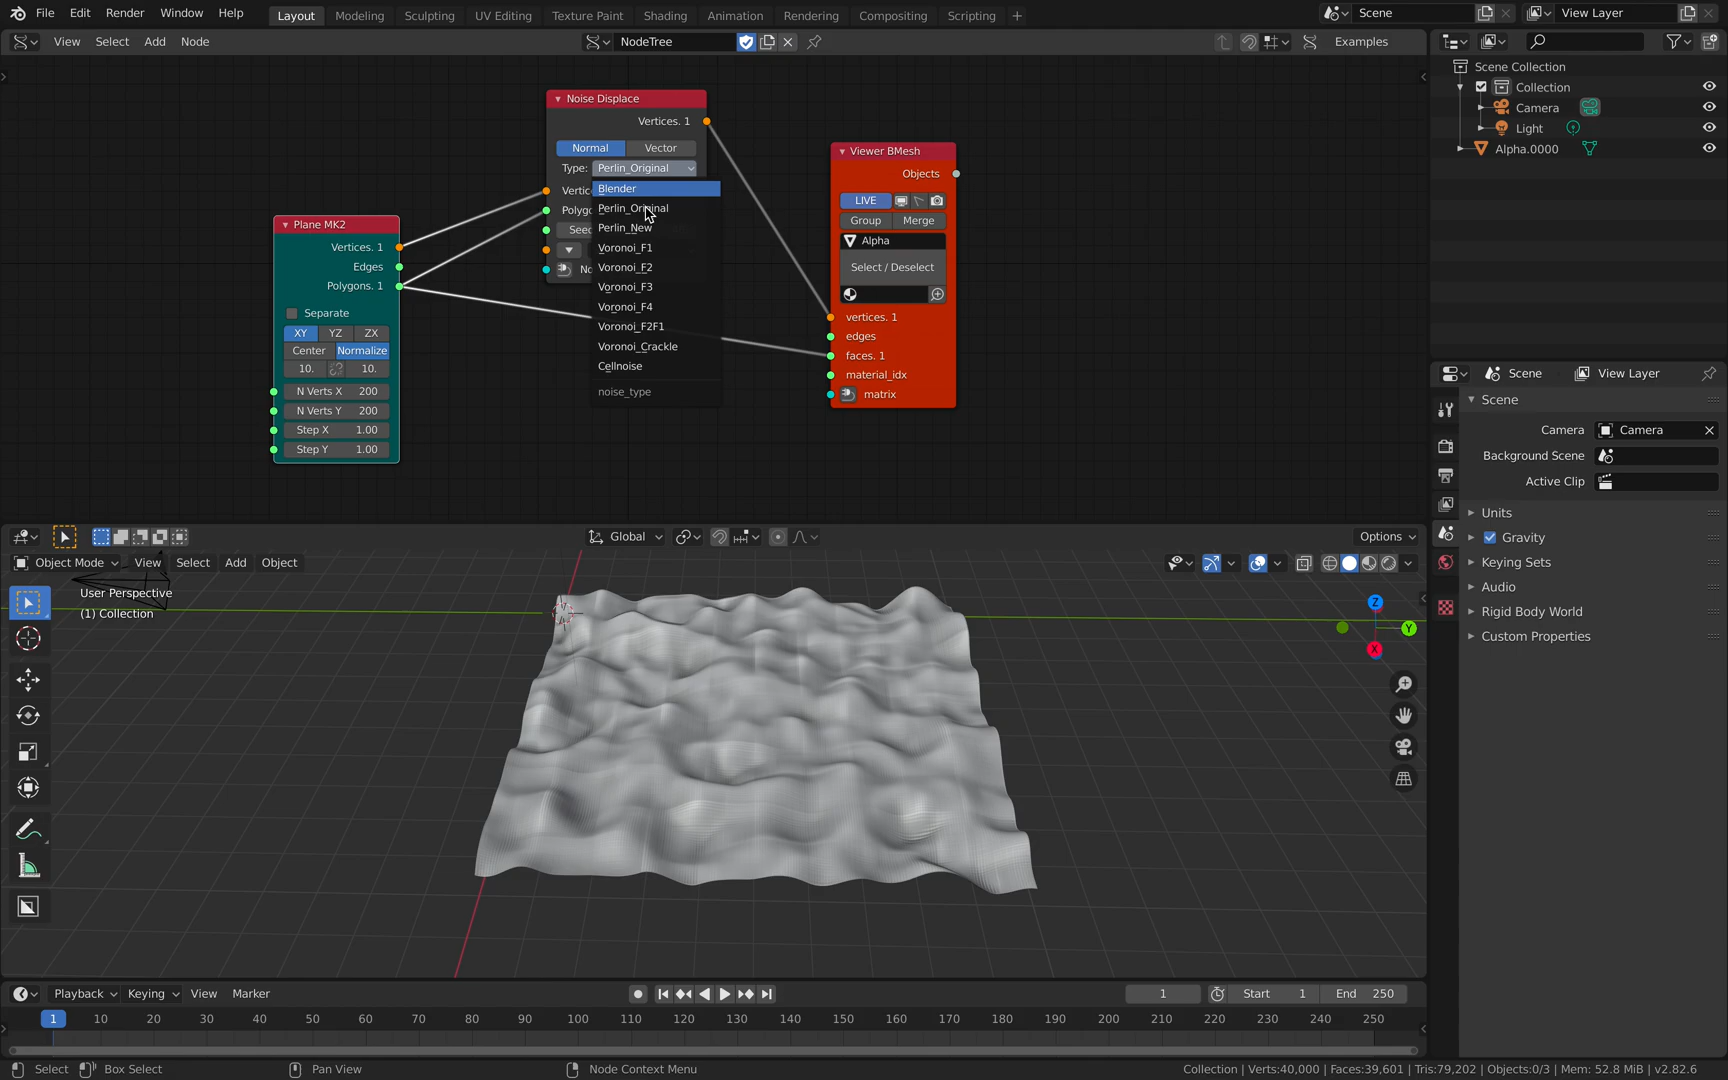 File Edit Render Window Help Layout Modeling Sculpting UV Editing Texture Paint Shading Animation Rendering Compositing Scripting + Scene View Layer
View Select Add Node NodeTree Examples
Scene Collection
Collection
Camera
Light
Alpha.0000
Noise Displace
Vertices. 1
Normal Vector
Type: Perlin_Original
Blender
Perlin_Original
Perlin_New
Voronoi_F1
Voronoi_F2
Voronoi_F3
Voronoi_F4
Voronoi_F2F1
Voronoi_Crackle
Cellnoise
noise_type
Plane MK2
Vertices. 1
Edges
Polygons. 1
Separate
XY YZ ZX
Center Normalize
10. 10.
N Verts X 200
N Verts Y 200
Step X 1.00
Step Y 1.00
Viewer BMesh
Objects
LIVE
Group Merge
Alpha
Select / Deselect
vertices. 1
edges
faces. 1
material_idx
matrix
Scene View Layer
Scene
Camera Camera
Background Scene
Active Clip
Units
Gravity
Keying Sets
Audio
Rigid Body World
Custom Properties
Global Options
Object Mode View Select Add Object
User Perspective
(1) Collection
Z
Y
X
Playback Keying View Marker 1 Start 1 End 250
1 10 20 30 40 50 60 70 80 90 100 110 120 130 140 150 160 170 180 190 200 210 220 230 240 250
Select Box Select Pan View Node Context Menu Collection | Verts:40,000 | Faces:39,601 | Tris:79,202 | Objects:0/3 | Mem: 52.8 MiB | v2.82.6